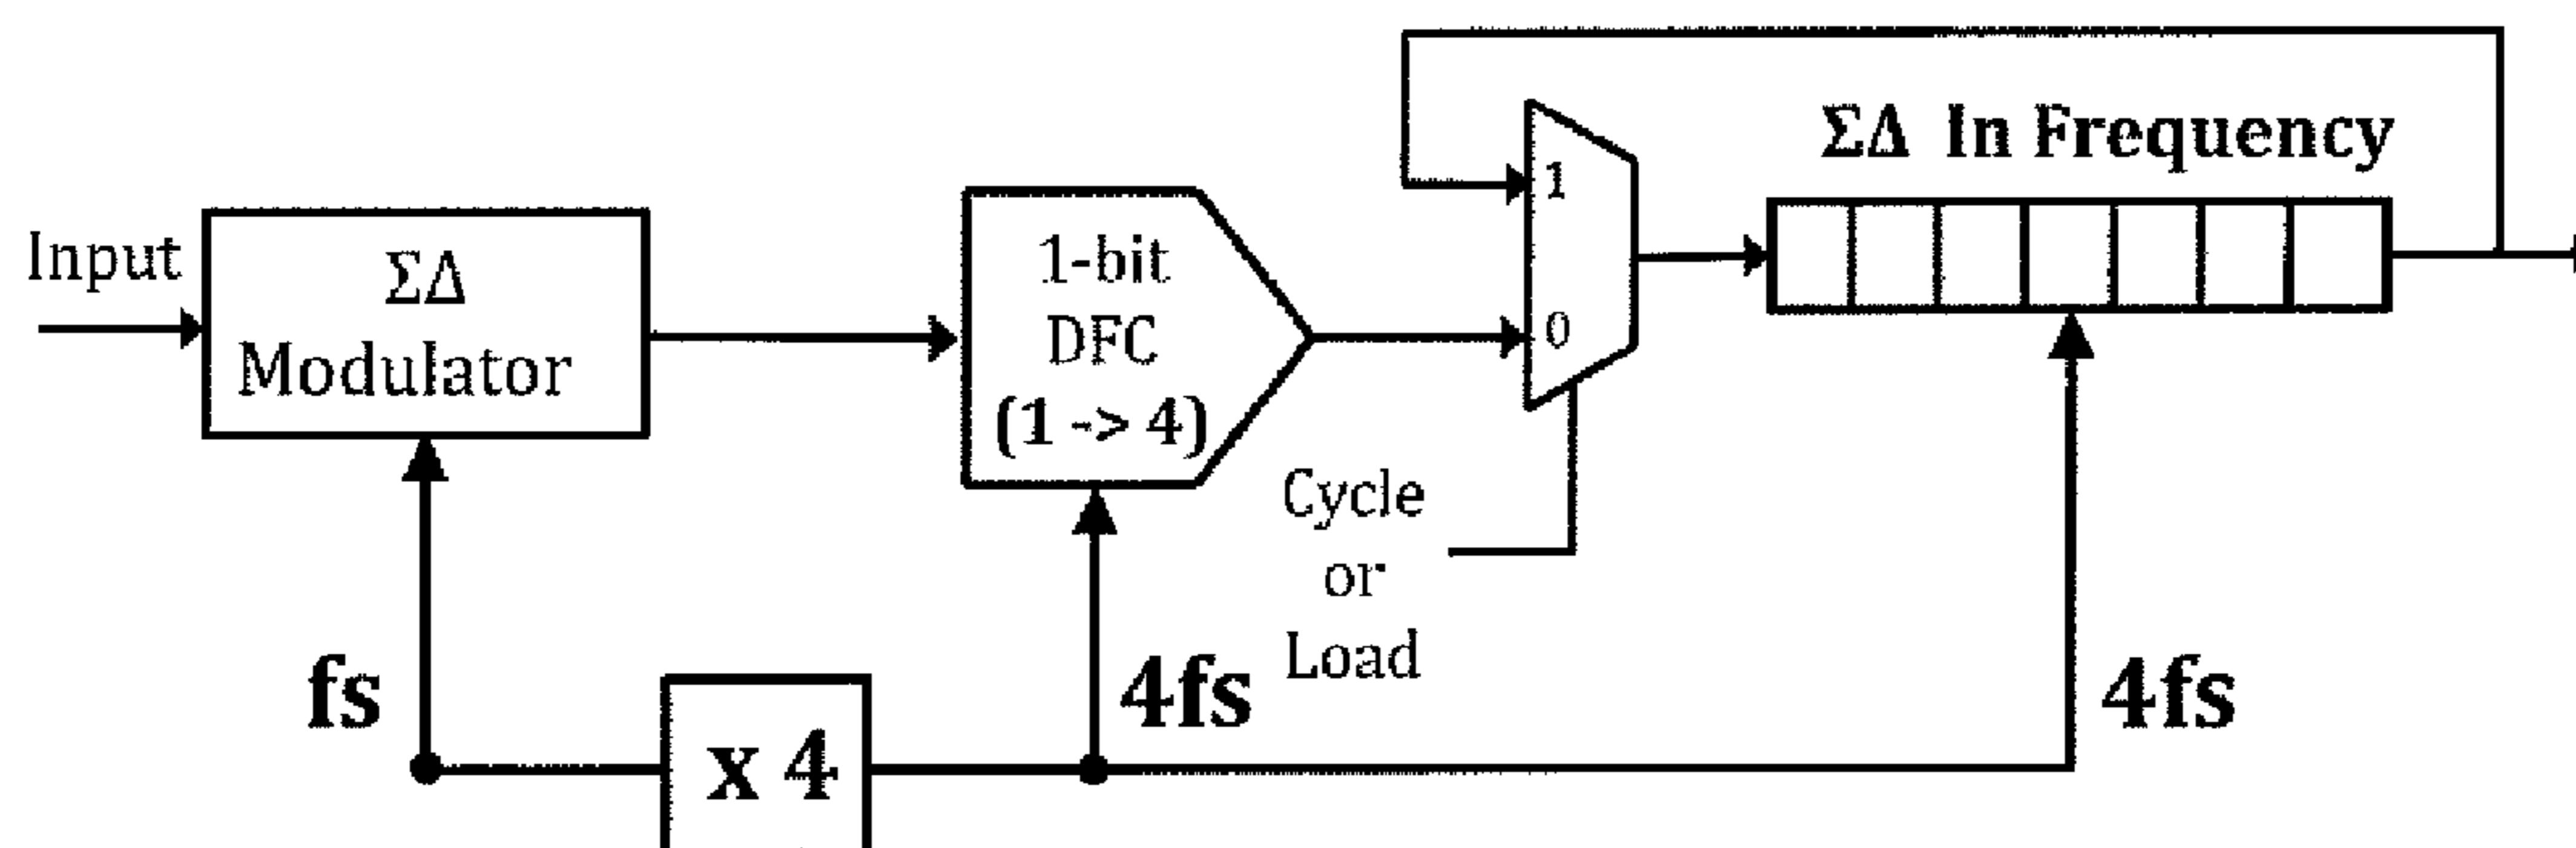 Input
ΣΔ
Modulator
1-bit
DFC
(1 -> 4)
1
0
ΣΔ In Frequency
Cycle
or
Load
fs
x 4
4fs
4fs